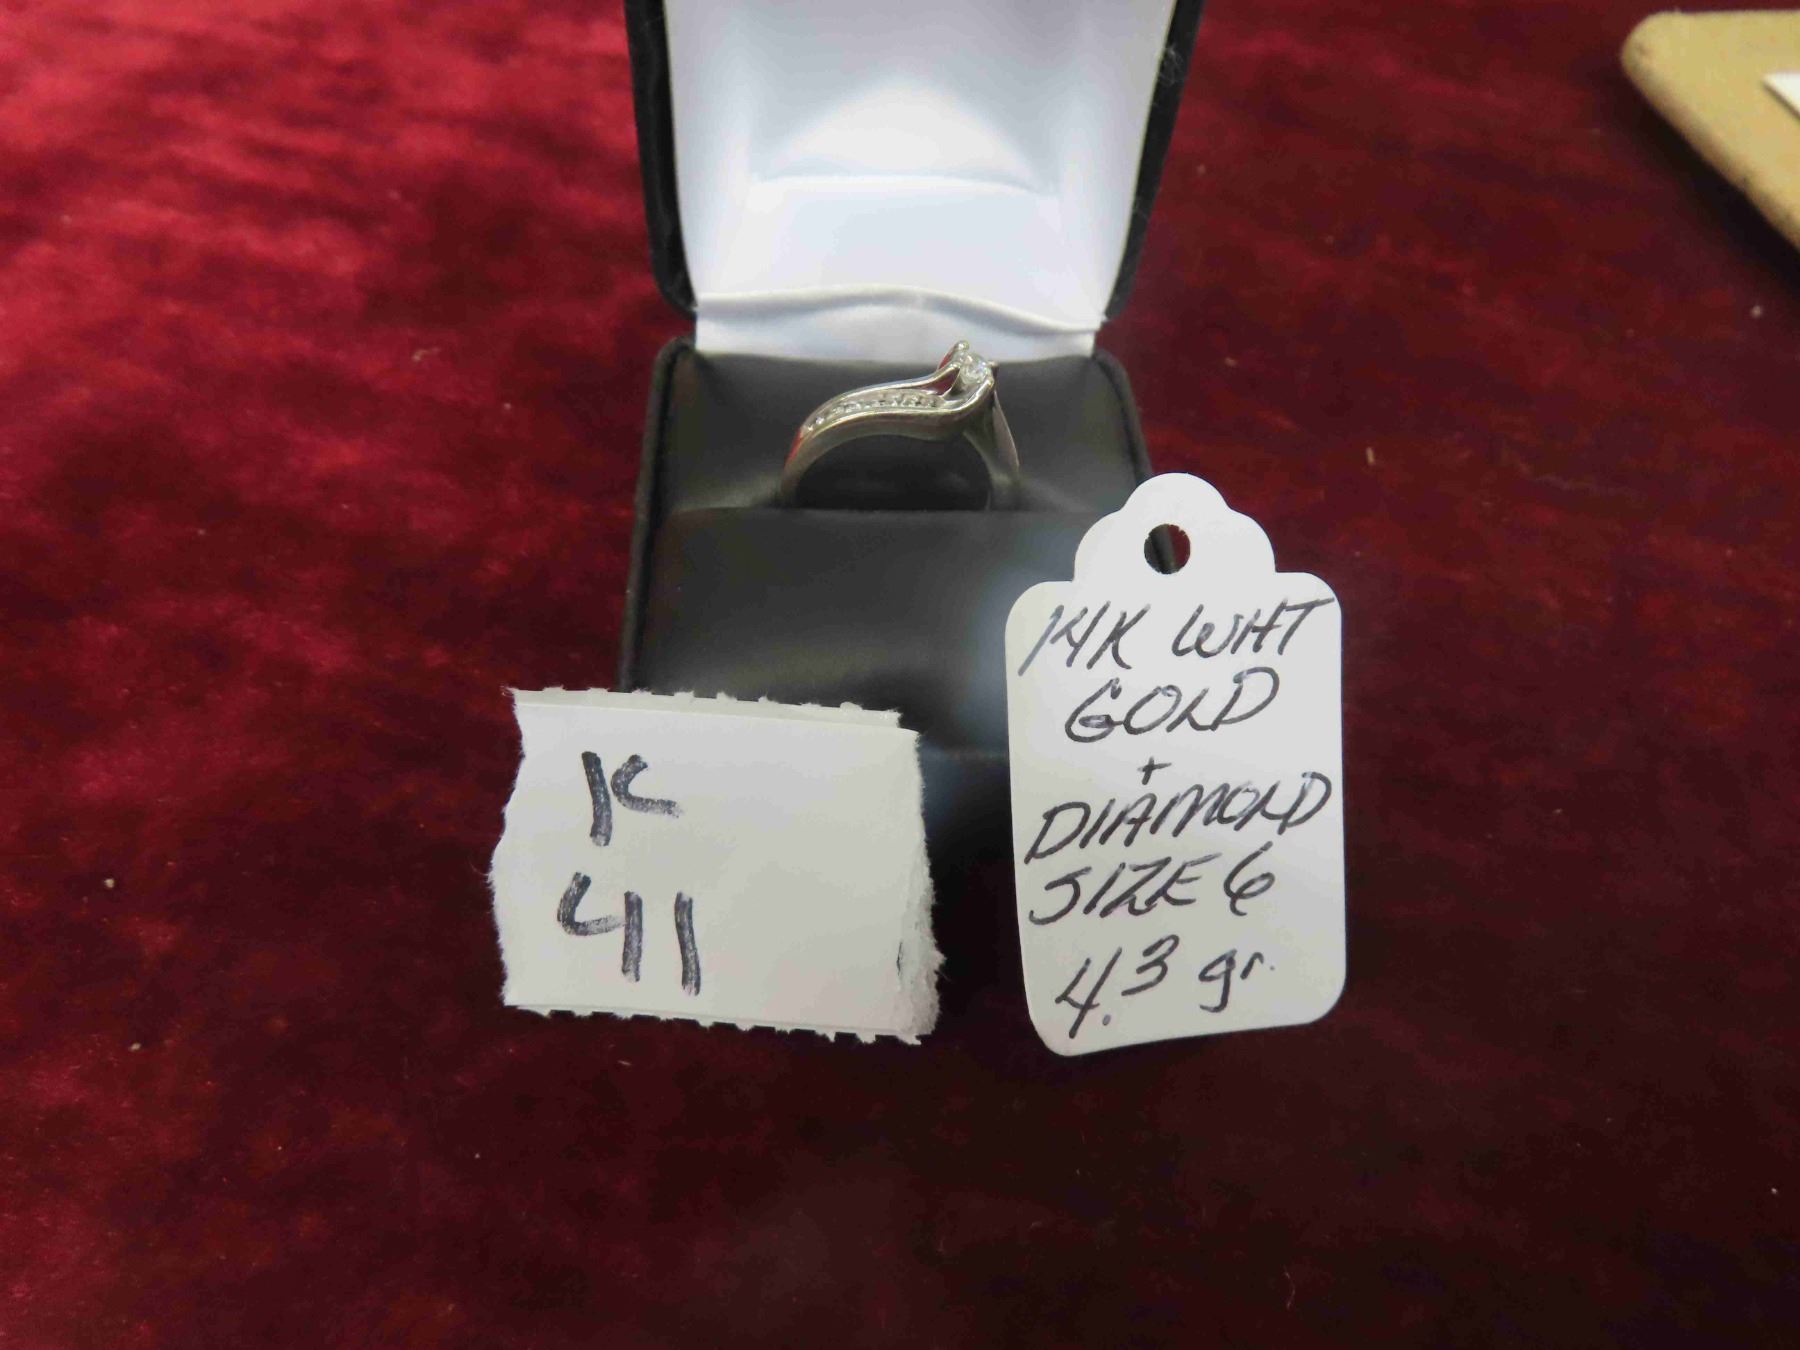 K
41
14K WHT
GOLD
+
DIAMOND
SIZE 6
4.3 gr.